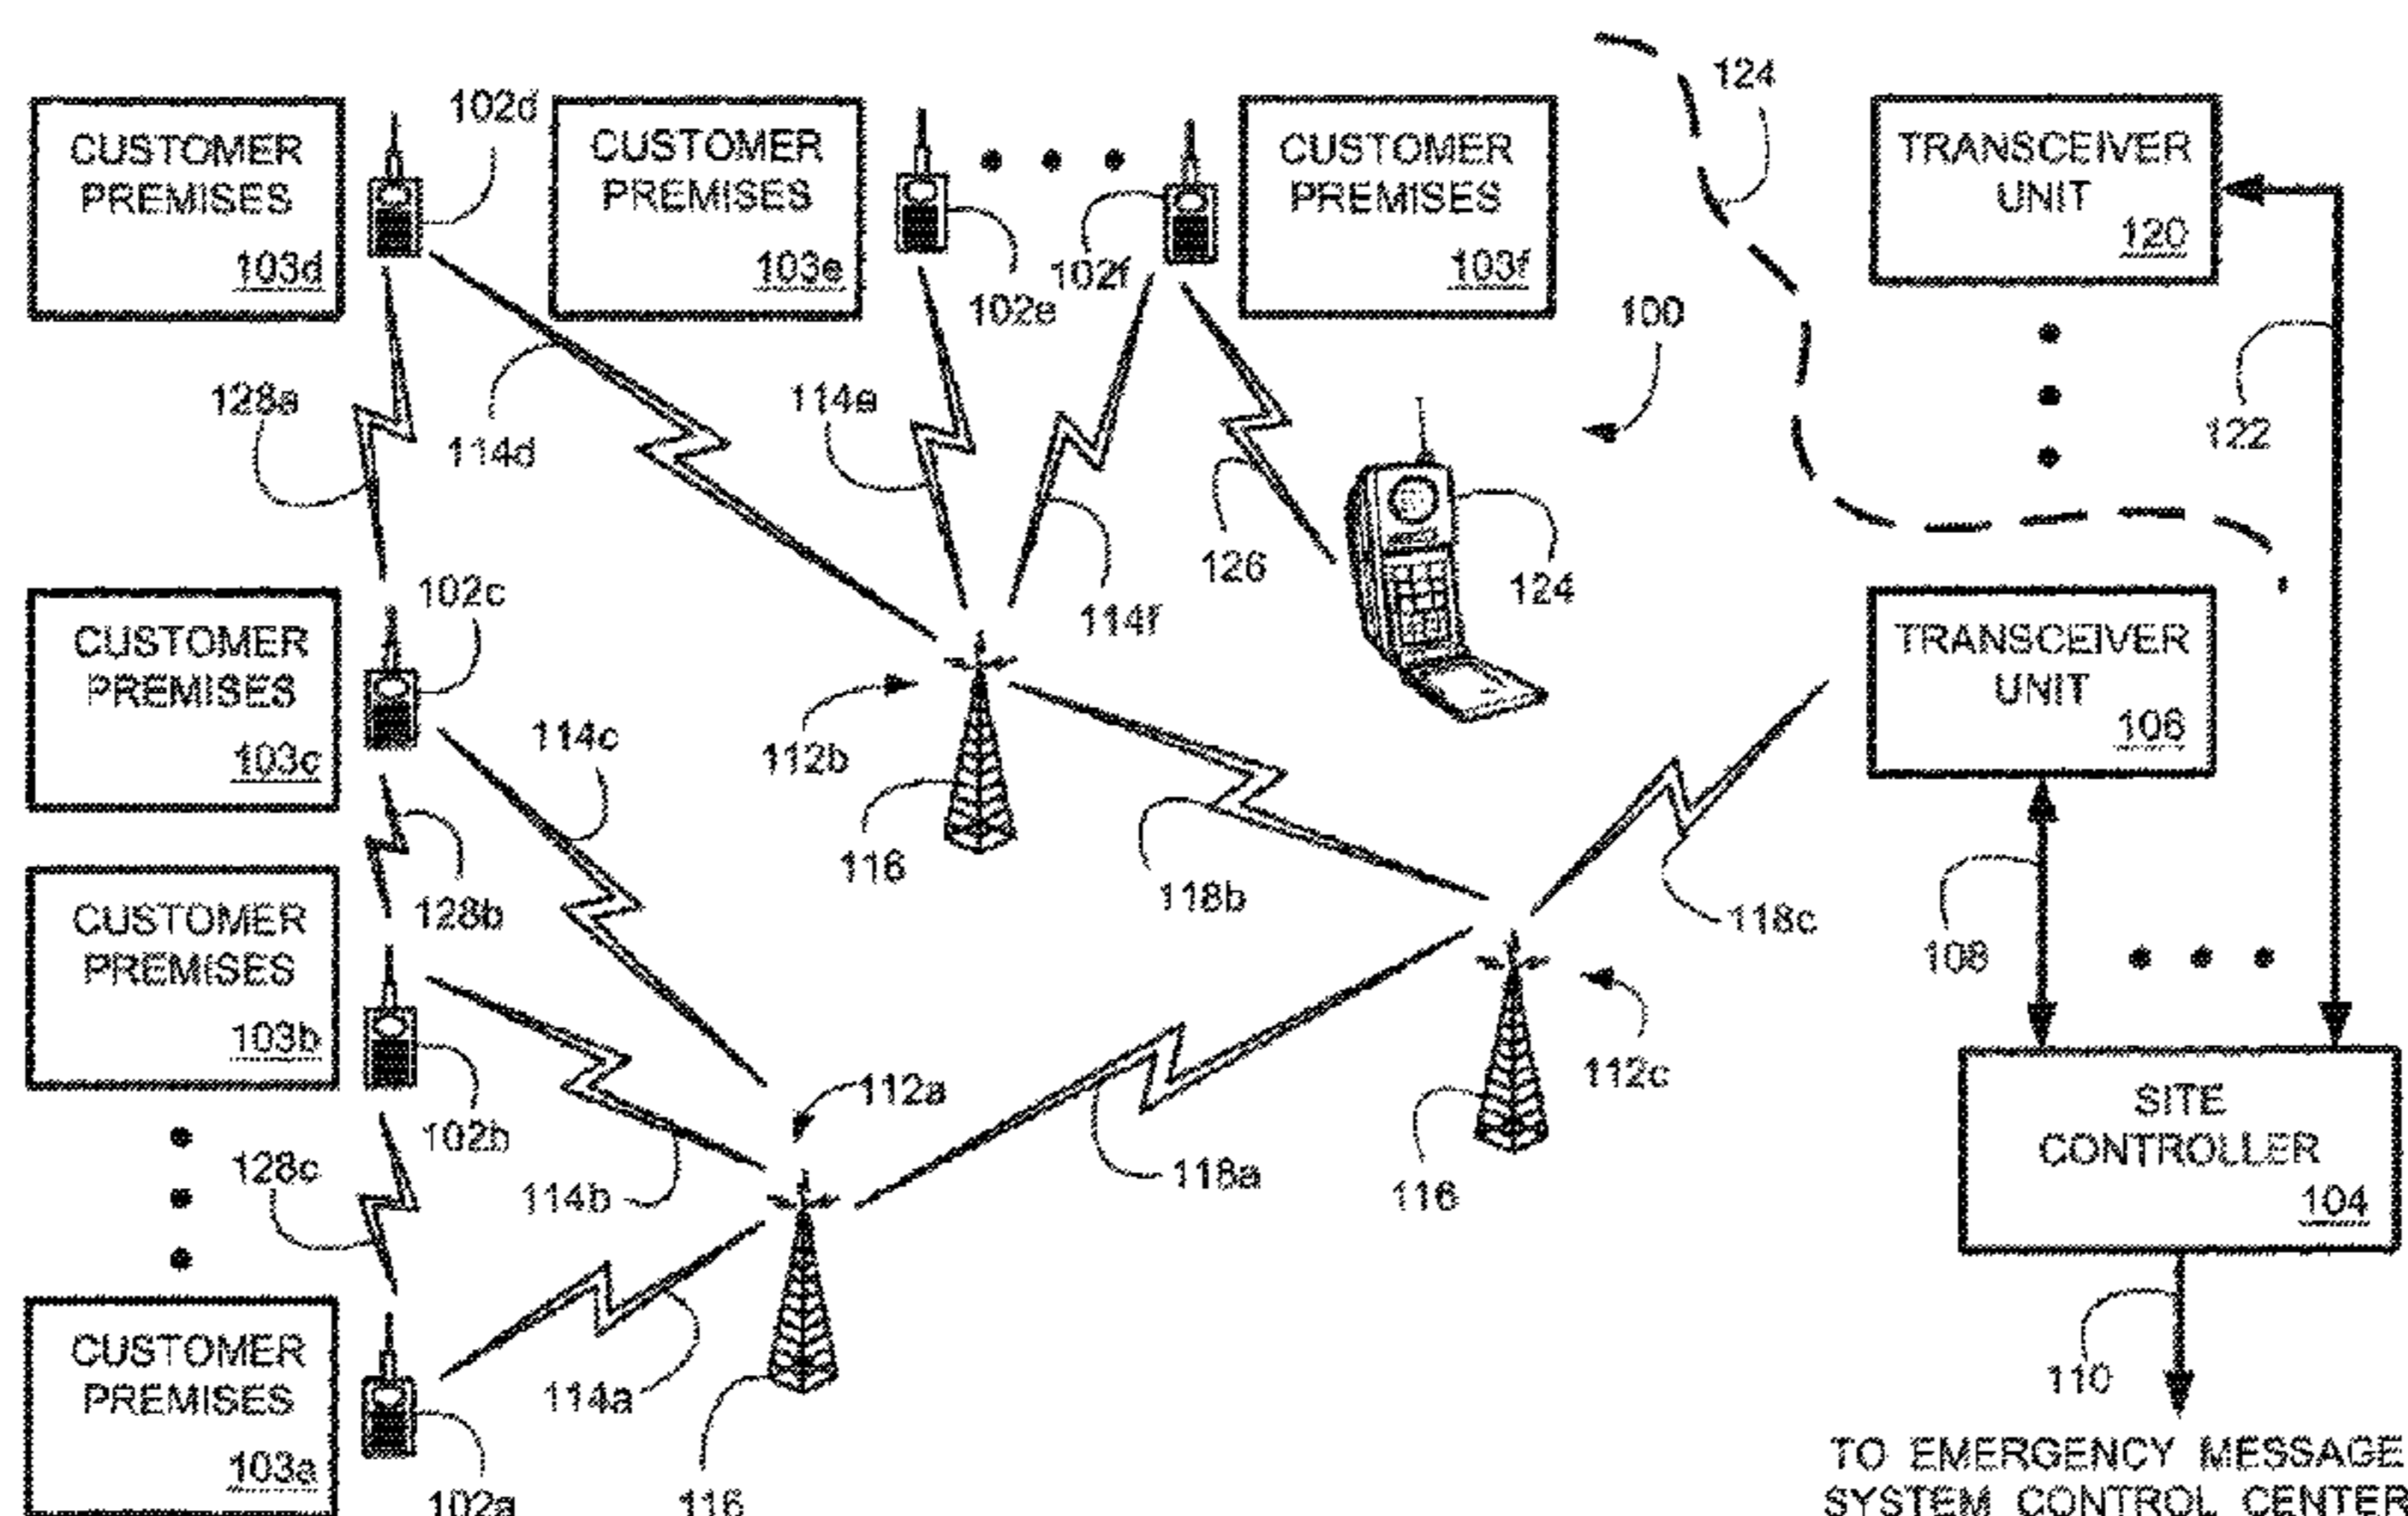 CUSTOMER
PREMISES
103d
102d
CUSTOMER
PREMISES
103e
102e
102f
CUSTOMER
PREMISES
103f
124
TRANSCEIVER
UNIT
120
100
122
128a
114d
114e
114f
126
124
CUSTOMER
PREMISES
103c
102c
114c
112b
116
118b
118c
TRANSCEIVER
UNIT
106
108
128b
CUSTOMER
PREMISES
103b
102b
112a
112c
128c
114b
118a
116
SITE
CONTROLLER
104
CUSTOMER
PREMISES
103a
102a
114a
116
110
TO EMERGENCY MESSAGE
SYSTEM CONTROL CENTER